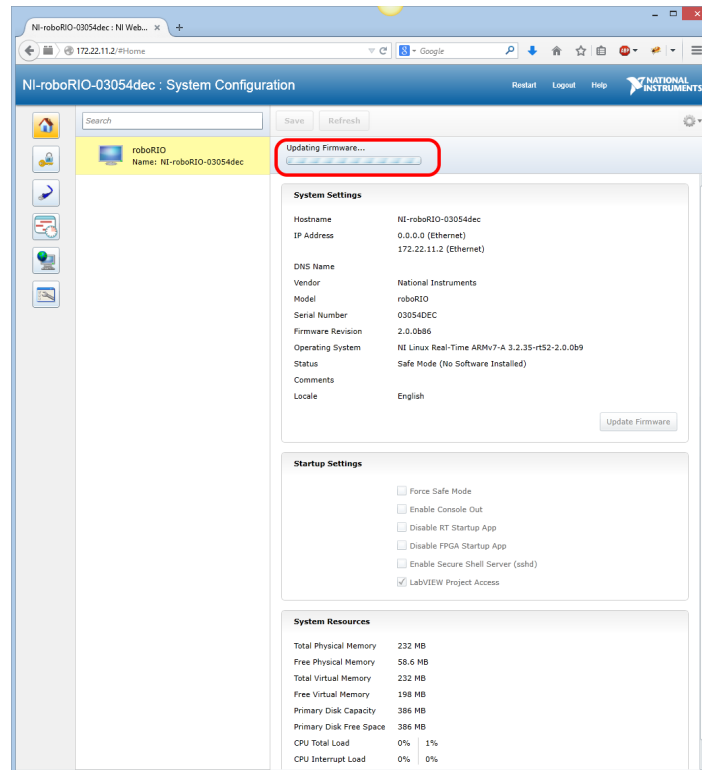 NI-roboRIO-03054dec : NI Web...
172.22.11.2/#Home
Google
NI-roboRIO-03054dec : System Configuration
Restart Logout Help NATIONAL INSTRUMENTS
Search
Save Refresh
roboRIO
Name: NI-roboRIO-03054dec
Updating Firmware...
System Settings
Hostname NI-roboRIO-03054dec
IP Address 0.0.0.0 (Ethernet)
172.22.11.2 (Ethernet)
DNS Name
Vendor National Instruments
Model roboRIO
Serial Number 03054DEC
Firmware Revision 2.0.0b86
Operating System NI Linux Real-Time ARMv7-A 3.2.35-rt52-2.0.0b9
Status Safe Mode (No Software Installed)
Comments
Locale English
Update Firmware
Startup Settings
Force Safe Mode
Enable Console Out
Disable RT Startup App
Disable FPGA Startup App
Enable Secure Shell Server (sshd)
LabVIEW Project Access
System Resources
Total Physical Memory 232 MB
Free Physical Memory 58.6 MB
Total Virtual Memory 232 MB
Free Virtual Memory 198 MB
Primary Disk Capacity 386 MB
Primary Disk Free Space 386 MB
CPU Total Load 0% 1%
CPU Interrupt Load 0% 0%